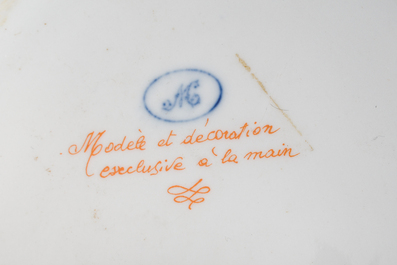 M
Modèle et décoration
exclusive à la main